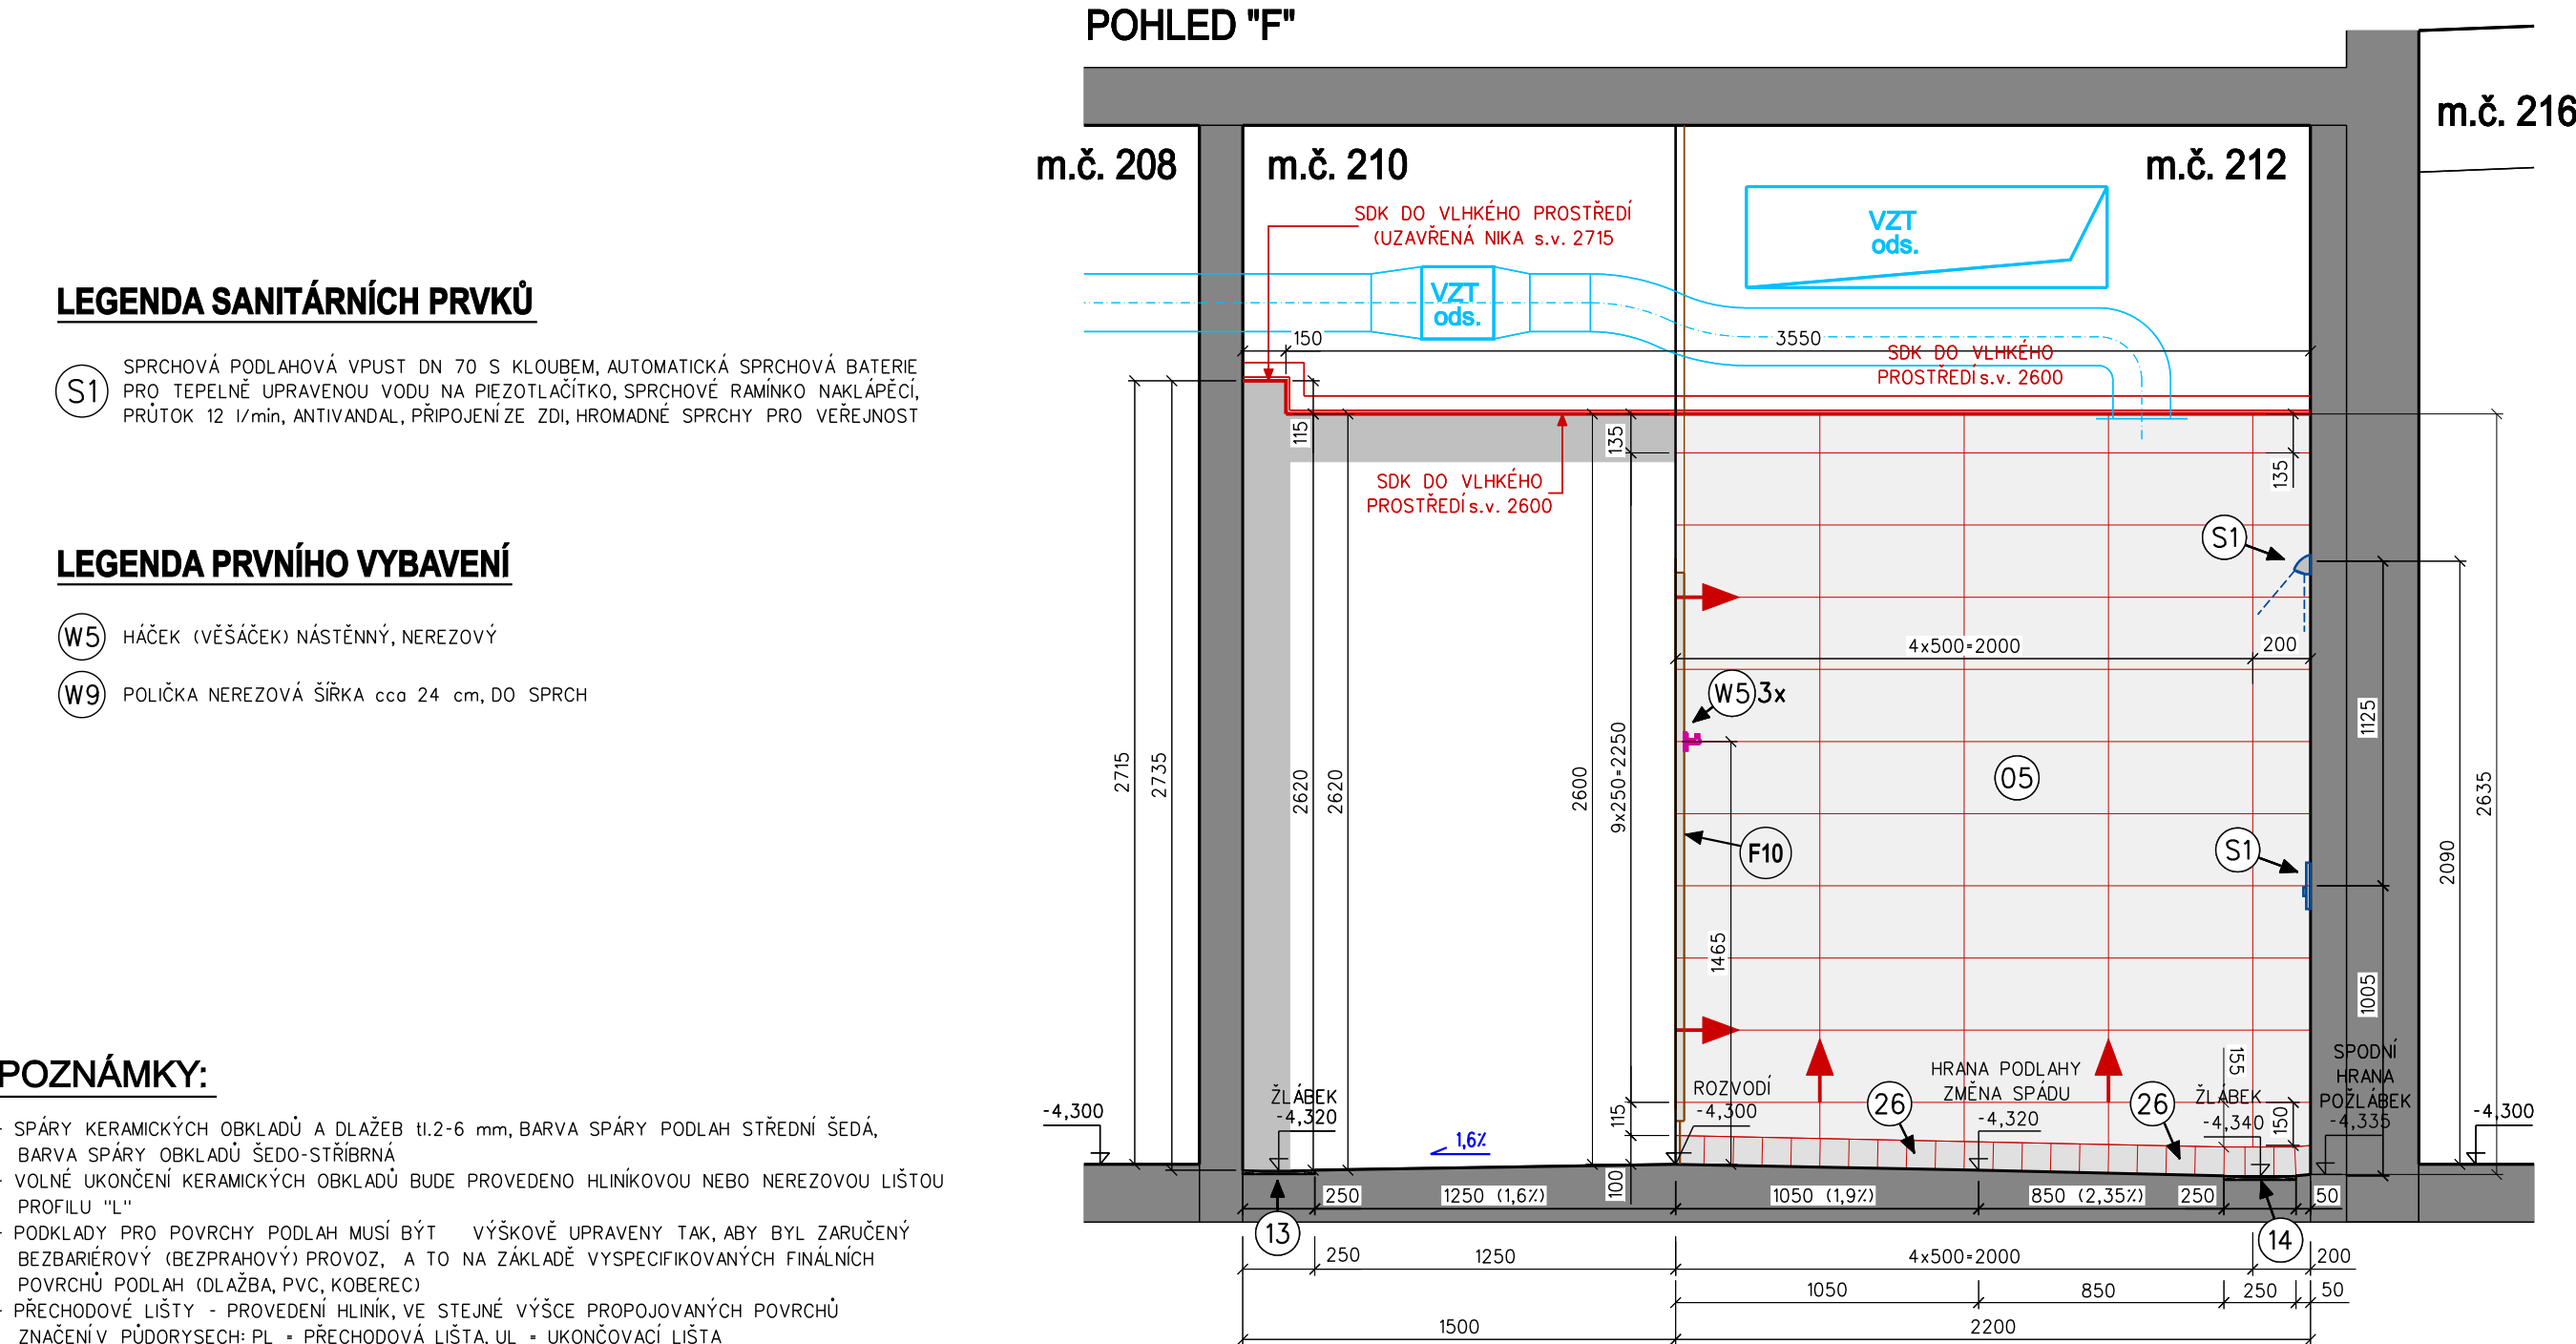 POHLED "F"
m.č. 216
m.č. 208
m.č. 210
m.č. 212
SDK DO VLHKÉHO PROSTŘEDÍ
(UZAVŘENÁ NIKA s.v. 2715
VZT
ods.
VZT
ods.
150
3550
SDK DO VLHKÉHO
PROSTŘEDÍ s.v. 2600
LEGENDA SANITÁRNÍCH PRVKŮ
S1
SPRCHOVÁ PODLAHOVÁ VPUST DN 70 S KLOUBEM, AUTOMATICKÁ SPRCHOVÁ BATERIE
PRO TEPELNĚ UPRAVENOU VODU NA PIEZOTLAČÍTKO, SPRCHOVÉ RAMÍNKO NAKLÁPĚCÍ,
PRŮTOK 12 l/min, ANTIVANDAL, PŘIPOJENÍ ZE ZDI, HROMADNÉ SPRCHY PRO VEŘEJNOST
115
135
135
SDK DO VLHKÉHO
PROSTŘEDÍ s.v. 2600
S1
LEGENDA PRVNÍHO VYBAVENÍ
W5
HÁČEK (VĚŠÁČEK) NÁSTĚNNÝ, NEREZOVÝ
W9
POLIČKA NEREZOVÁ ŠÍŘKA cca 24 cm, DO SPRCH
4x500=2000
200
W5 3x
1125
2715
2735
2620
2620
2600
9x250=2250
05
2635
F10
S1
2090
1465
1005
POZNÁMKY:
- SPÁRY KERAMICKÝCH OBKLADŮ A DLAŽEB tl.2-6 mm, BARVA SPÁRY PODLAH STŘEDNÍ ŠEDÁ,
BARVA SPÁRY OBKLADŮ ŠEDO-STŘÍBRNÁ
- VOLNÉ UKONČENÍ KERAMICKÝCH OBKLADŮ BUDE PROVEDENO HLINÍKOVOU NEBO NEREZOVOU LIŠTOU
PROFILU "L"
- PODKLADY PRO POVRCHY PODLAH MUSÍ BÝT VÝŠKOVĚ UPRAVENY TAK, ABY BYL ZARUČENÝ
BEZBARIÉROVÝ (BEZPRAHOVÝ) PROVOZ, A TO NA ZÁKLADĚ VYSPECIFIKOVANÝCH FINÁLNÍCH
POVRCHŮ PODLAH (DLAŽBA, PVC, KOBEREC)
- PŘECHODOVÉ LIŠTY - PROVEDENÍ HLINÍK, VE STEJNÉ VÝŠCE PROPOJOVANÝCH POVRCHŮ
ZNAČENÍ V PŮDORYSECH: PL = PŘECHODOVÁ LIŠTA, UL = UKONČOVACÍ LIŠTA
-4,300
ŽLÁBEK
-4,320
1,6%
115
100
ROZVODÍ
-4,300
26
HRANA PODLAHY
ZMĚNA SPÁDU
-4,320
26
155
ŽLÁBEK
-4,340
150
SPODNÍ
HRANA
POŽLÁBEK
-4,335
-4,300
250
1250 (1,6%)
1050 (1,9%)
850 (2,35%)
250
50
13
14
250
1250
4x500=2000
200
1050
850
250
50
1500
2200